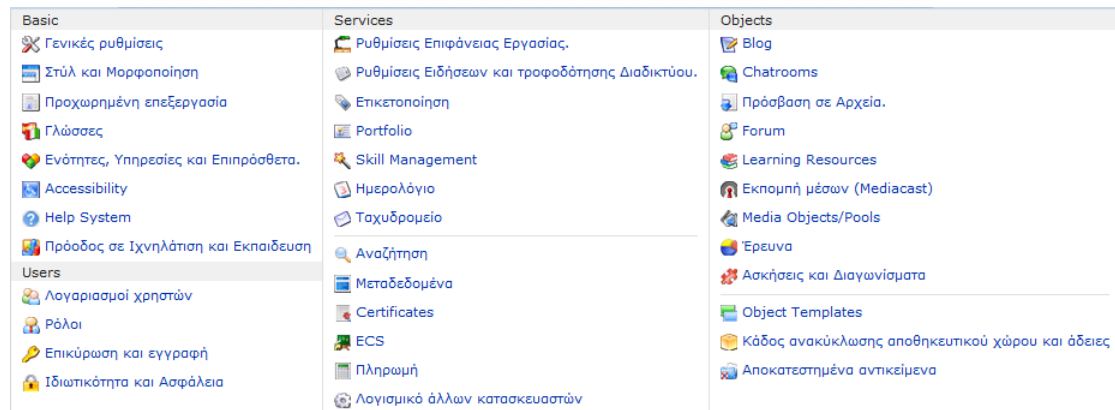 Basic
Γενικές ρυθμίσεις
Στύλ και Μορφοποίηση
Προχωρημένη επεξεργασία
Γλώσσες
Ενότητες, Υπηρεσίες και Επιπρόσθετα.
Accessibility
Help System
Πρόοδος σε Ιχνηλάτιση και Εκπαιδευση
Users
Λογαριασμοί χρηστών
Ρόλοι
Επικύρωση και εγγραφή
Ιδιωτικότητα και Ασφάλεια
Services
Ρυθμίσεις Επιφάνειας Εργασίας.
Ρυθμίσεις Ειδήσεων και τροφοδότησης Διαδικτύου.
Ετικετοποίηση
Portfolio
Skill Management
Ημερολόγιο
Ταχυδρομείο
Αναζήτηση
Μεταδεδομένα
Certificates
ECS
Πληρωμή
Λογισμικό άλλων κατασκευαστών
Objects
Blog
Chatrooms
Πρόσβαση σε Αρχεία.
Forum
Learning Resources
Εκπομπή μέσων (Mediacast)
Media Objects/Pools
Έρευνα
Ασκήσεις και Διαγωνίσματα
Object Templates
Κάδος ανακύκλωσης αποθηκευτικού χώρου και άδειες
Αποκατεστημένα αντικείμενα